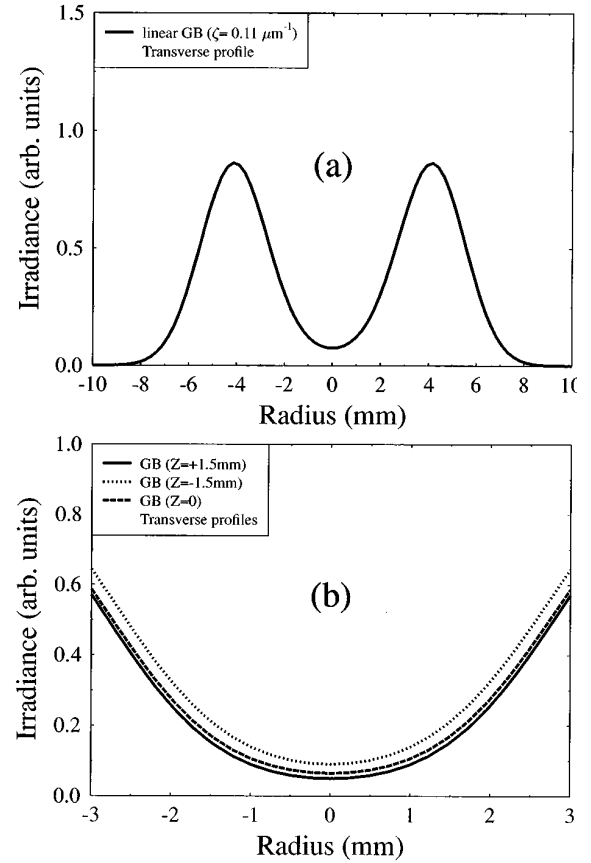 1.5
linear GB (ζ= 0.11 μm⁻¹)
Transverse profile
1.0
(a)
Irradiance (arb. units)
0.5
0.0
-10 -8 -6 -4 -2 0 2 4 6 8 10
Radius (mm)
1.0
GB (Z=+1.5mm)
GB (Z=-1.5mm)
GB (Z=0)
Transverse profiles
0.8
0.6
(b)
Irradiance (arb. units)
0.4
0.2
0.0
-3 -2 -1 0 1 2 3
Radius (mm)